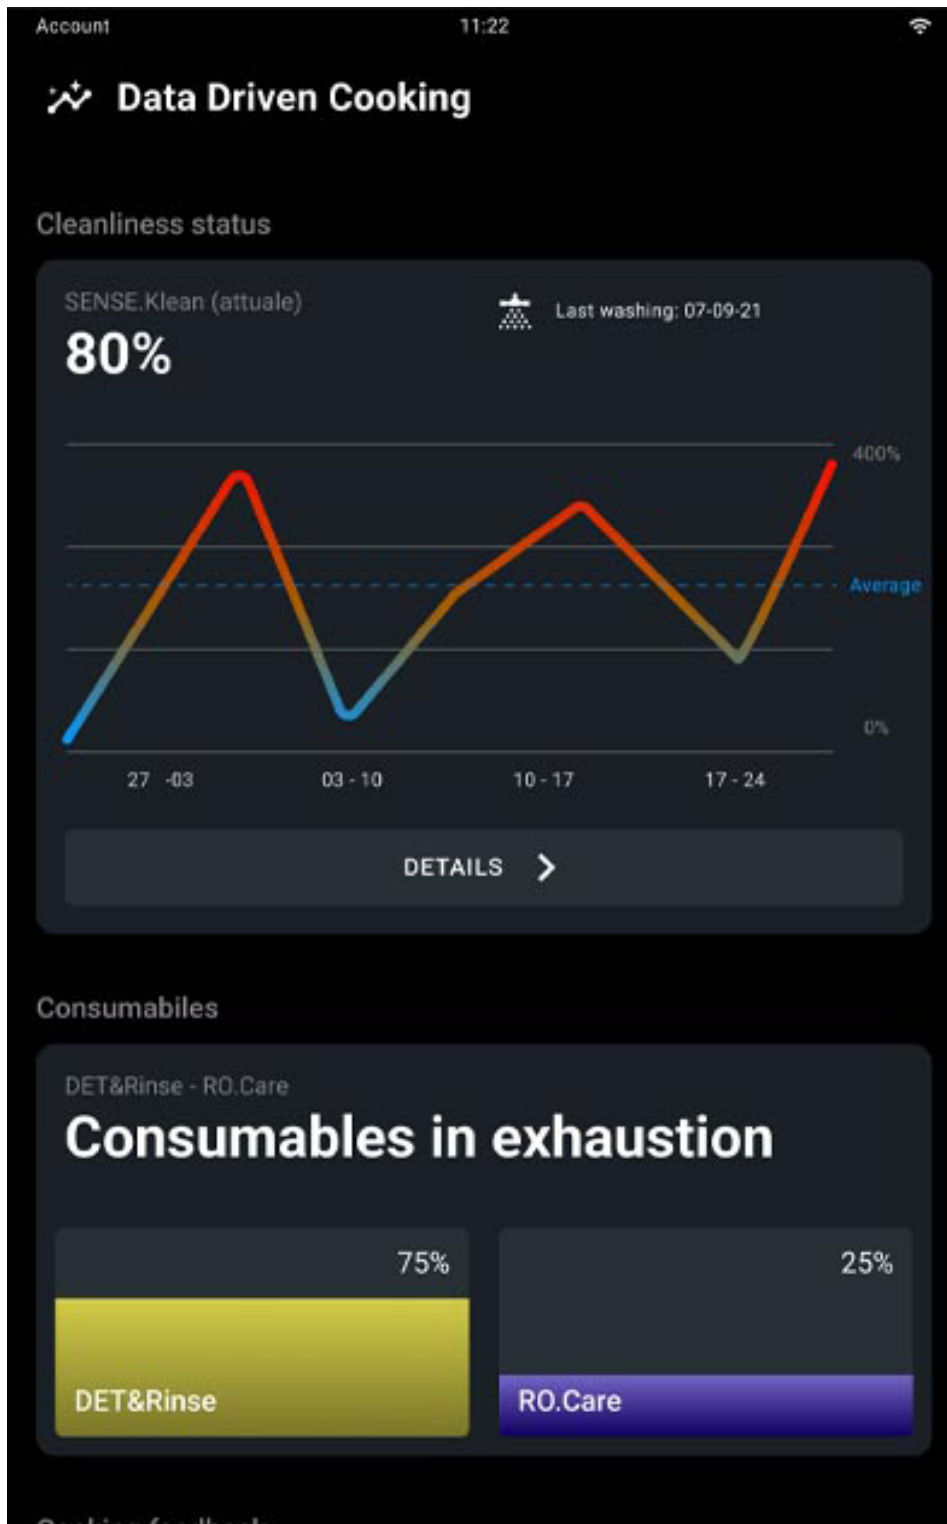 Account 11:22
Data Driven Cooking
Cleanliness status
SENSE.Klean (attuale)
80%
Last washing: 07-09-21
400%
Average
0%
27 -03 03 - 10 10 - 17 17 - 24
DETAILS
Consumabiles
DET&Rinse - RO.Care
Consumables in exhaustion
75%
DET&Rinse
25%
RO.Care